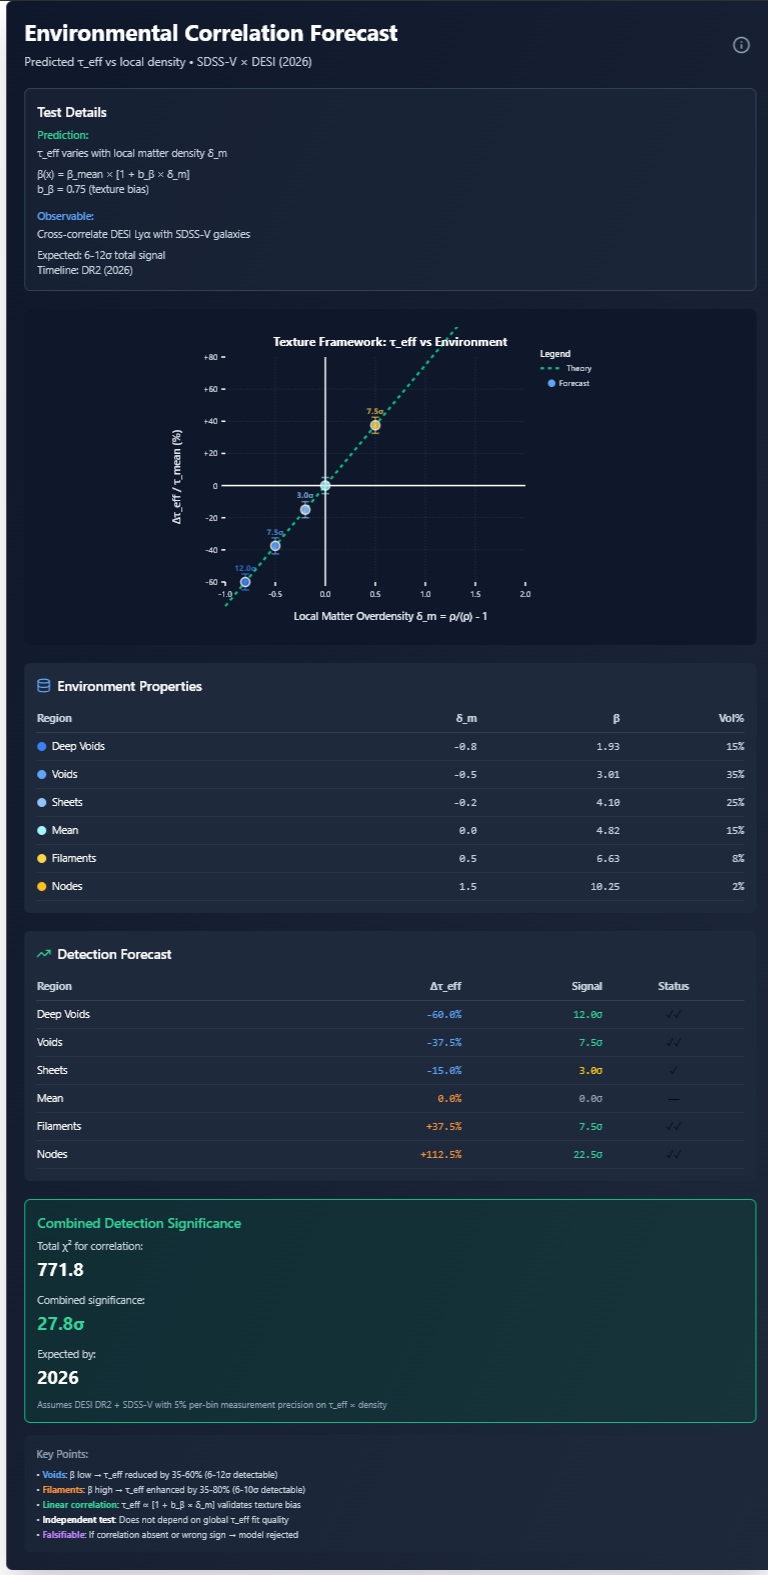 Environmental Correlation Forecast
Predicted τ_eff vs local density • SDSS-V × DESI (2026)
Test Details
Prediction:
τ_eff varies with local matter density δ_m
β(x) = β_mean × [1 + b_β × δ_m]
b_β = 0.75 (texture bias)
Observable:
Cross-correlate DESI Lyα with SDSS-V galaxies
Expected: 6-12σ total signal
Timeline: DR2 (2026)
Texture Framework: τ_eff vs Environment
Legend
Theory
Forecast
+80
+60
+40
+20
0
-20
-40
-60
Δτ_eff / τ_mean (%)
12.0σ
7.5σ
3.0σ
7.5σ
-1.0
-0.5
0.0
0.5
1.0
1.5
2.0
Local Matter Overdensity δ_m = ρ/⟨ρ⟩ - 1
Environment Properties
Region δ_m β Vol%
Deep Voids -0.8 1.93 15%
Voids -0.5 3.01 35%
Sheets -0.2 4.10 25%
Mean 0.0 4.82 15%
Filaments 0.5 6.63 8%
Nodes 1.5 10.25 2%
Detection Forecast
Region Δτ_eff Signal Status
Deep Voids -60.0% 12.0σ ✓✓
Voids -37.5% 7.5σ ✓✓
Sheets -15.0% 3.0σ ✓
Mean 0.0% 0.0σ —
Filaments +37.5% 7.5σ ✓✓
Nodes +112.5% 22.5σ ✓✓
Combined Detection Significance
Total χ² for correlation:
771.8
Combined significance:
27.8σ
Expected by:
2026
Assumes DESI DR2 + SDSS-V with 5% per-bin measurement precision on τ_eff × density
Key Points:
• Voids: β low → τ_eff reduced by 35-60% (6-12σ detectable)
• Filaments: β high → τ_eff enhanced by 35-80% (6-10σ detectable)
• Linear correlation: τ_eff ∝ [1 + b_β × δ_m] validates texture bias
• Independent test: Does not depend on global τ_eff fit quality
• Falsifiable: If correlation absent or wrong sign → model rejected